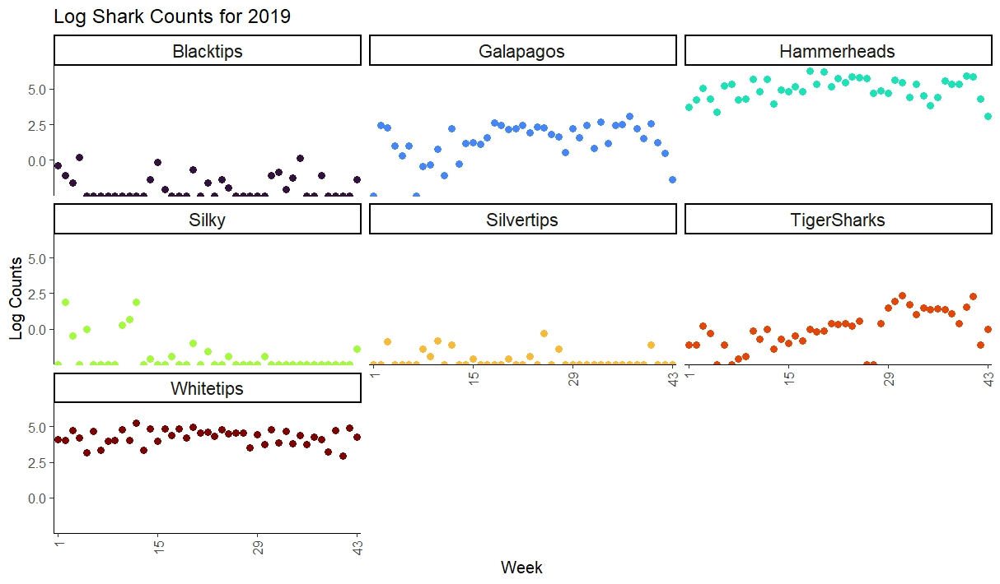 Log Shark Counts for 2019
Blacktips
Galapagos
Hammerheads
5.0
2.5
0.0
Silky
Silvertips
TigerSharks
Log Counts
5.0
2.5
0.0
1
15
29
43
1
15
29
43
Whitetips
5.0
2.5
0.0
1
15
29
43
Week